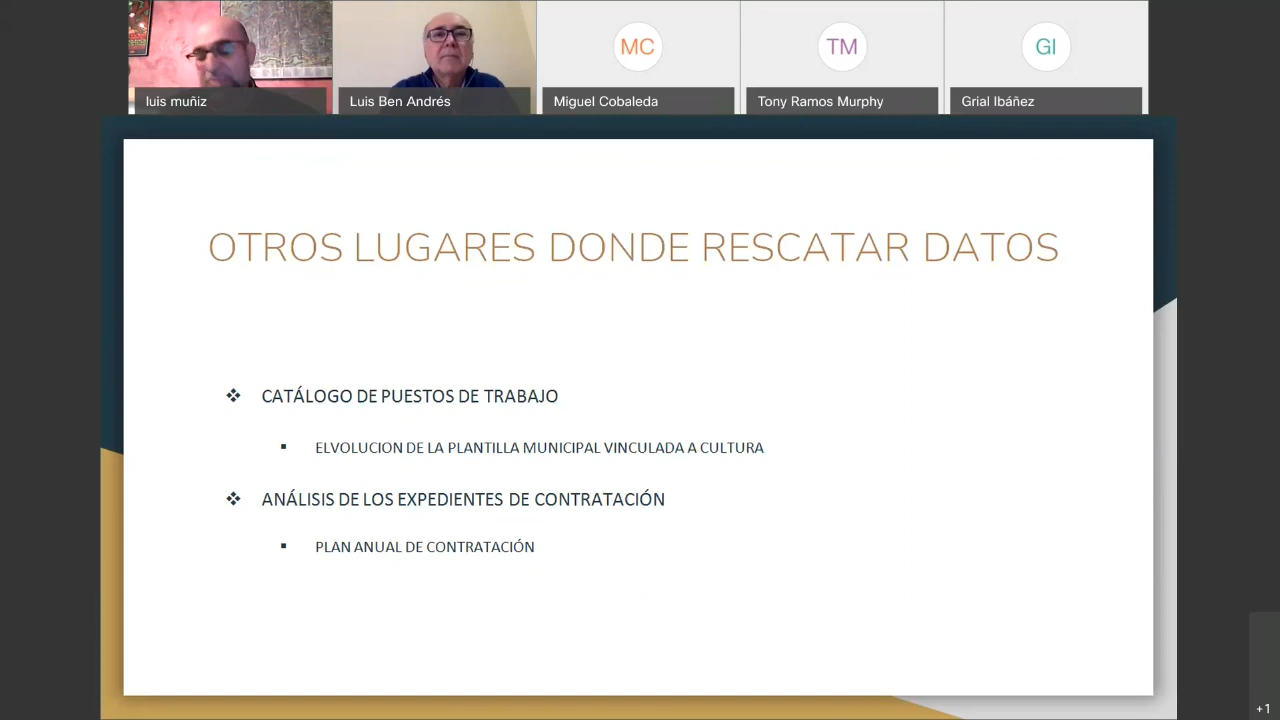 MC
TM
GI
luis muñiz
Luis Ben Andrés
Miguel Cobaleda
Tony Ramos Murphy
Grial Ibáñez
OTROS LUGARES DONDE RESCATAR DATOS
CATÁLOGO DE PUESTOS DE TRABAJO
ELVOLUCION DE LA PLANTILLA MUNICIPAL VINCULADA A CULTURA
ANÁLISIS DE LOS EXPEDIENTES DE CONTRATACIÓN
PLAN ANUAL DE CONTRATACIÓN
+1